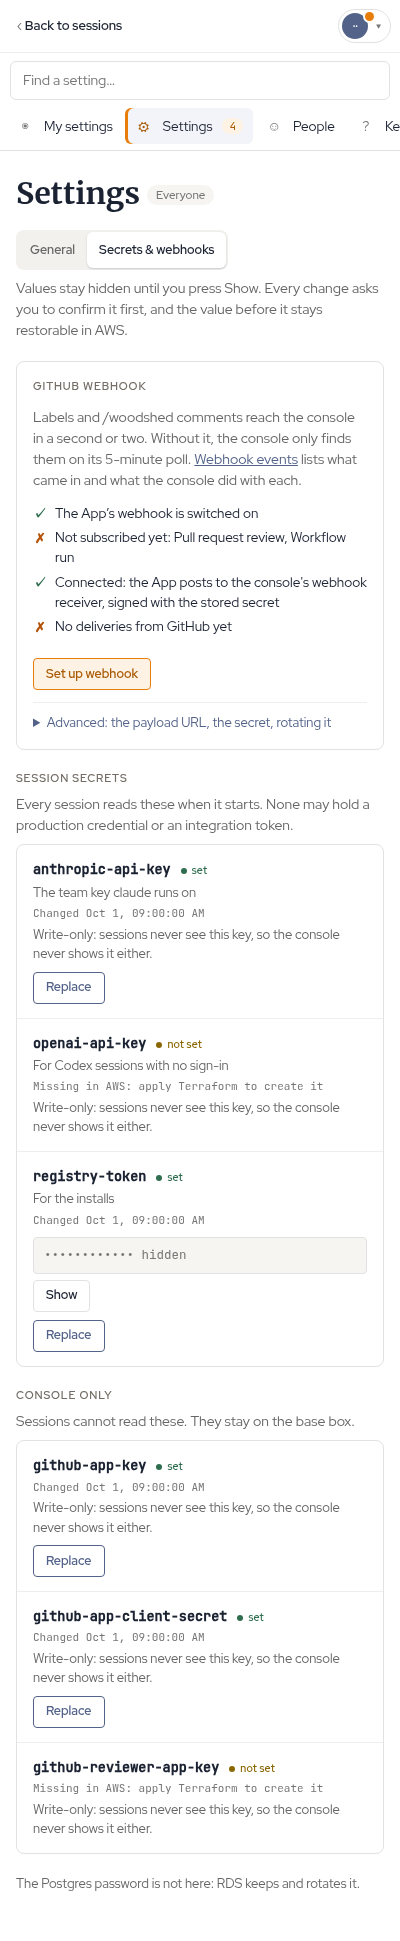 ‹ Back to sessions
Find a setting...
My settings
Settings 4
People
? Ke
Settings Everyone
General Secrets & webhooks
Values stay hidden until you press Show. Every change asks
you to confirm it first, and the value before it stays
restorable in AWS.
GITHUB WEBHOOK
Labels and /woodshed comments reach the console
in a second or two. Without it, the console only finds
them on its 5-minute poll. Webhook events lists what
came in and what the console did with each.
✓ The App's webhook is switched on
✗ Not subscribed yet: Pull request review, Workflow
run
✓ Connected: the App posts to the console's webhook
receiver, signed with the stored secret
✗ No deliveries from GitHub yet
Set up webhook
▶ Advanced: the payload URL, the secret, rotating it
SESSION SECRETS
Every session reads these when it starts. None may hold a
production credential or an integration token.
anthropic-api-key ● set
The team key claude runs on
Changed Oct 1, 09:00:00 AM
Write-only: sessions never see this key, so the console
never shows it either.
Replace
openai-api-key ● not set
For Codex sessions with no sign-in
Missing in AWS: apply Terraform to create it
Write-only: sessions never see this key, so the console
never shows it either.
registry-token ● set
For the installs
Changed Oct 1, 09:00:00 AM
•••••••••••• hidden
Show
Replace
CONSOLE ONLY
Sessions cannot read these. They stay on the base box.
github-app-key ● set
Changed Oct 1, 09:00:00 AM
Write-only: sessions never see this key, so the console
never shows it either.
Replace
github-app-client-secret ● set
Changed Oct 1, 09:00:00 AM
Write-only: sessions never see this key, so the console
never shows it either.
Replace
github-reviewer-app-key ● not set
Missing in AWS: apply Terraform to create it
Write-only: sessions never see this key, so the console
never shows it either.
The Postgres password is not here: RDS keeps and rotates it.